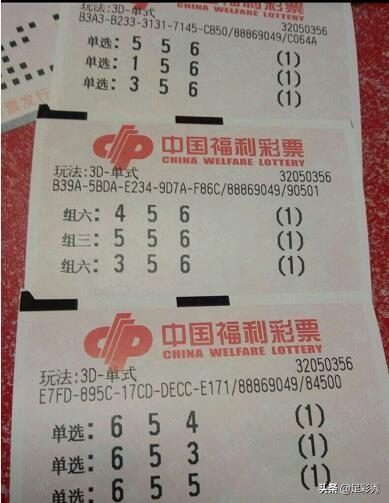 玩法:3D-单式 32050356
B3A3-B233-3131-7145-CB50/88869049/C064A
单选: 5 5 6 (1)
单选: 1 5 6 (1)
单选: 3 5 6 (1)
票发行
中国福利彩票
CHINA WELFARE LOTTERY
玩法:3D-单式 32050356
B39A-5BDA-E234-9D7A-F86C/88869049/90501
组六: 4 5 6 (1)
组三: 5 5 6 (1)
组六: 3 5 6 (1)
中国福利彩票
CHINA WELFARE LOTTERY
玩法:3D-单式 32050356
E7FD-895C-17CD-DECC-E171/88869049/84500
单选: 6 5 4 (1)
单选: 6 5 3 (1)
单选: 6 5 5 (1)
头条 @足彩秀